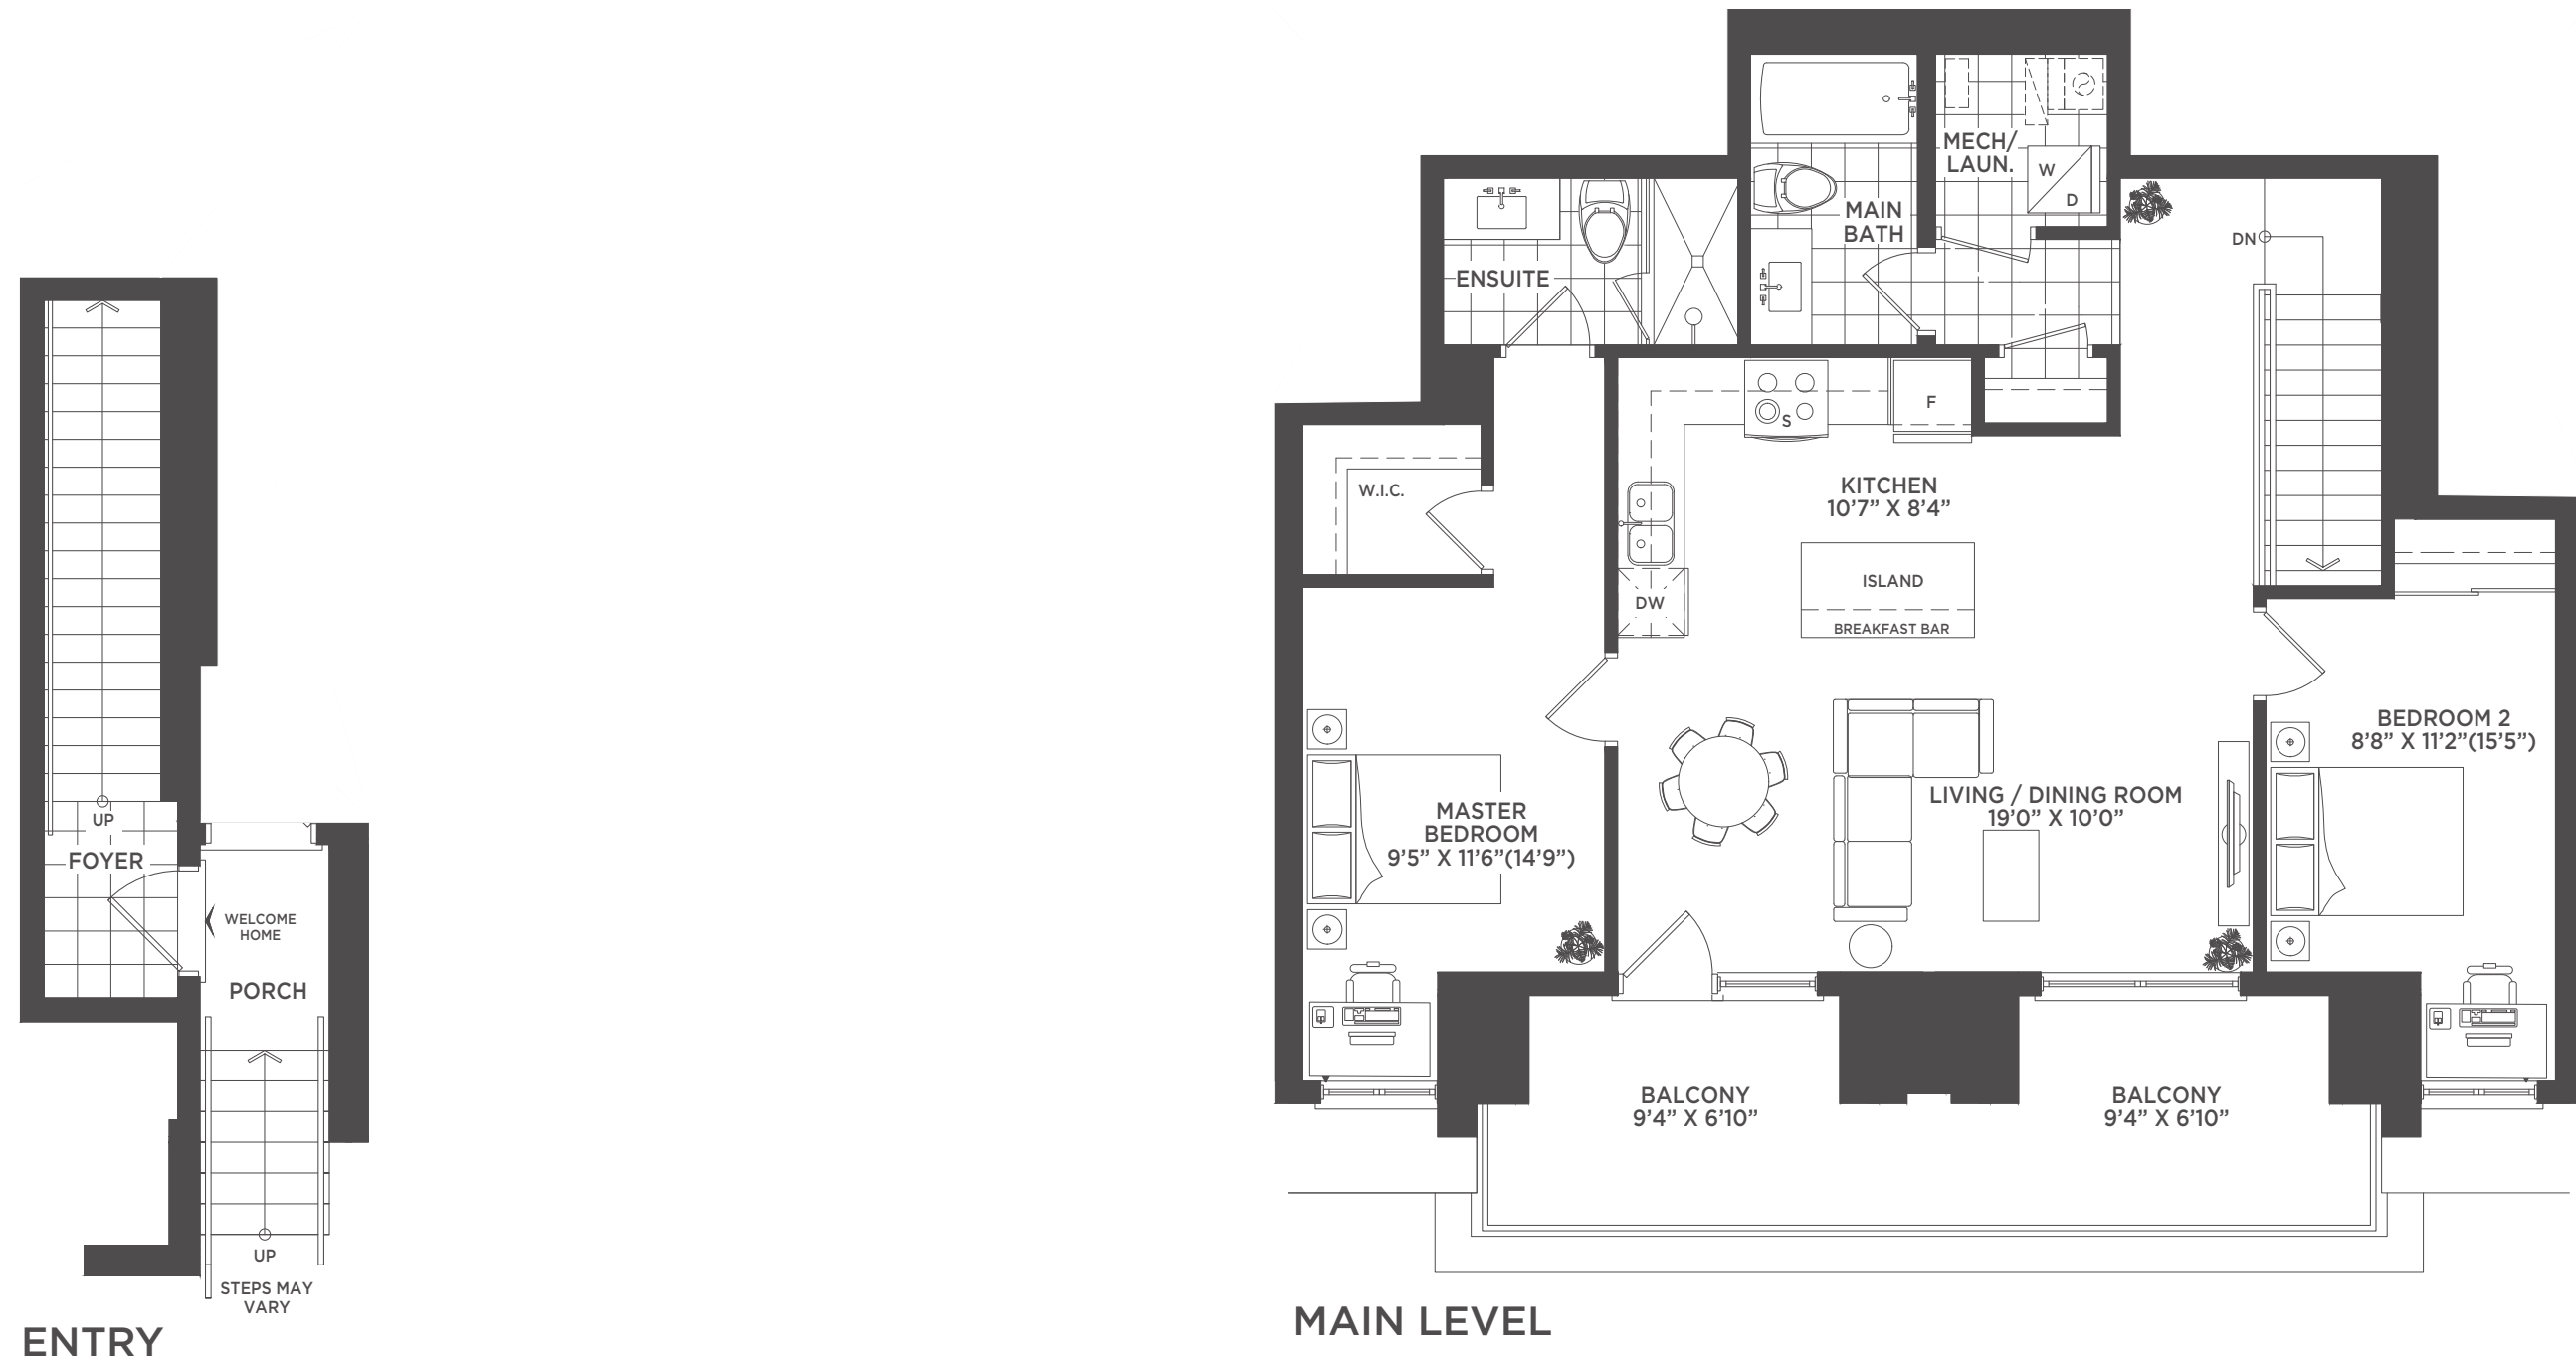 UP
FOYER
WELCOME
HOME
PORCH
UP
STEPS MAY
VARY
ENTRY
MECH/
LAUN.
W
D
MAIN
BATH
DN
ENSUITE
S
F
W.I.C.
KITCHEN
10’7” X 8’4”
ISLAND
BREAKFAST BAR
DW
BEDROOM 2
8’8” X 11’2”(15’5”)
LIVING / DINING ROOM
19’0” X 10’0”
MASTER
BEDROOM
9’5” X 11’6”(14’9”)
BALCONY
9’4” X 6’10”
BALCONY
9’4” X 6’10”
MAIN LEVEL